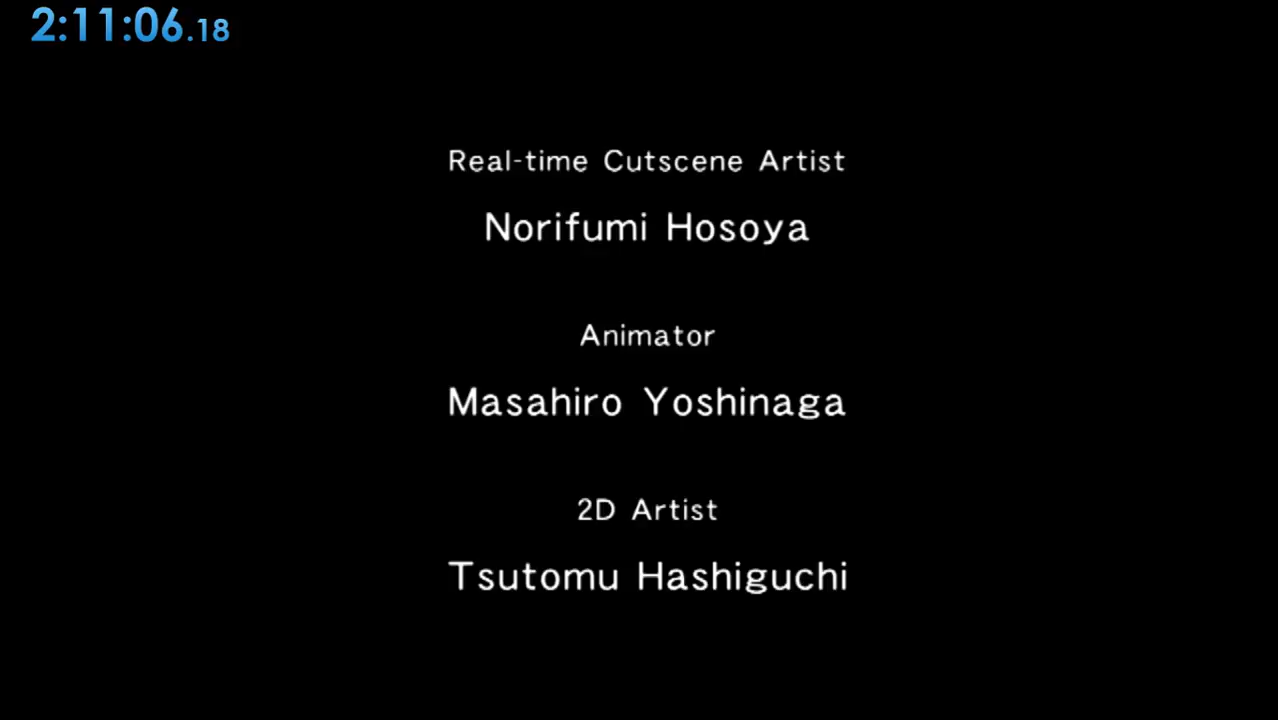 2:11:06.18
Real-time Cutscene Artist
Norifumi Hosoya
Animator
Masahiro Yoshinaga
2D Artist
Tsutomu Hashiguchi